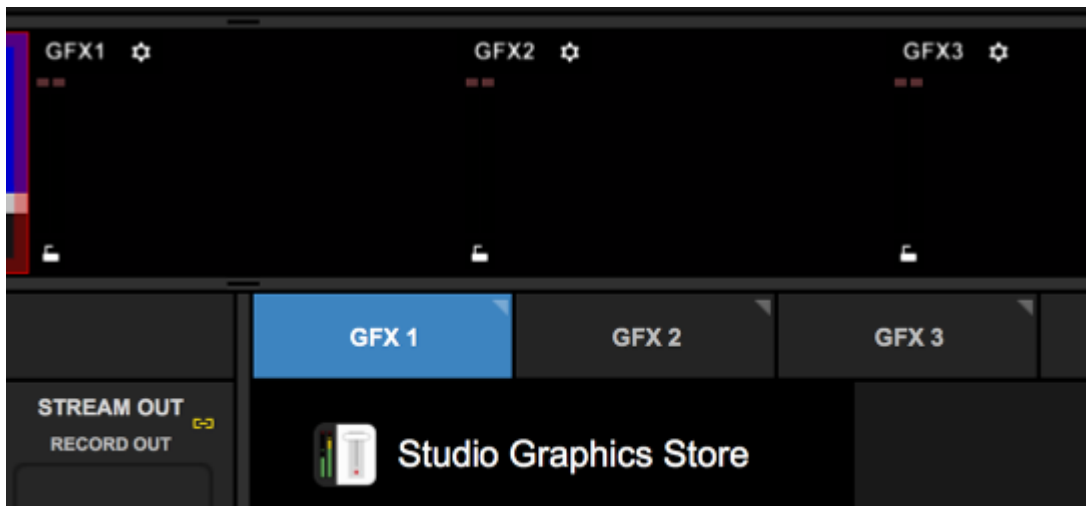 GFX1
GFX2
GFX3
GFX 1
GFX 2
GFX 3
STREAM OUT
RECORD OUT
Studio Graphics Store